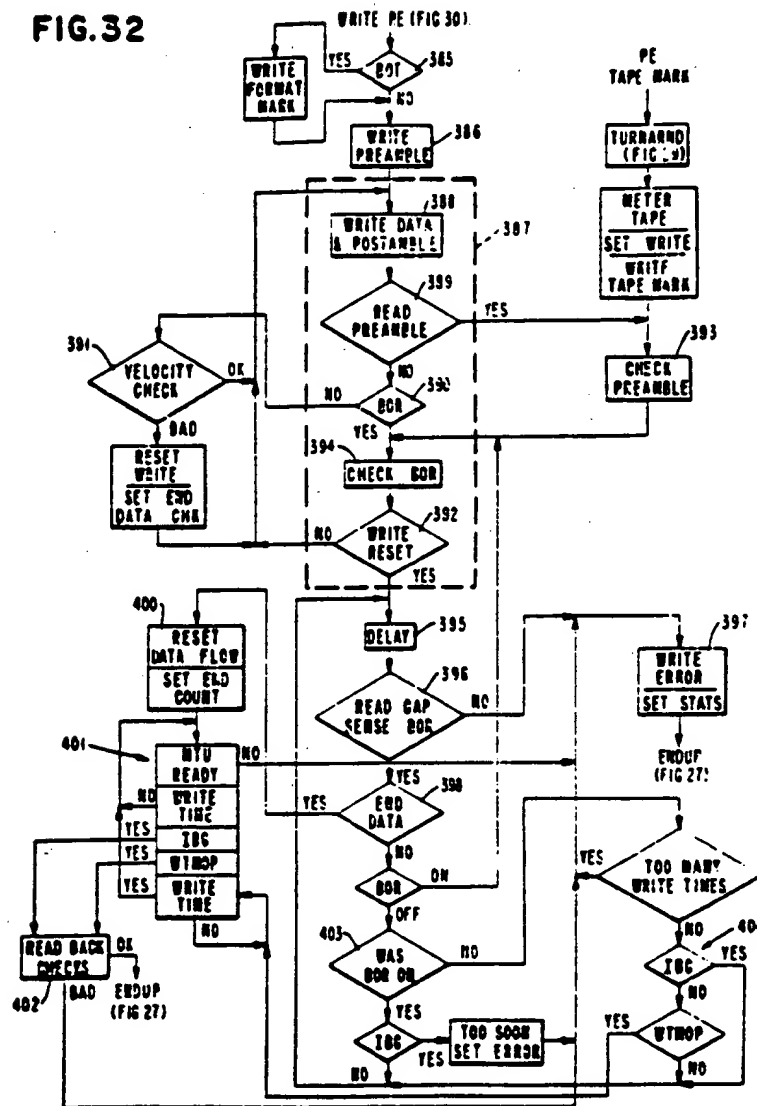 FIG.32
WRITE PE (FIG 30).
BOT
385
YES
NO
WRITE
FORMAT
MARK
WRITE
PREAMBLE
386
PE
TAPE MARK
TURNARND
METER
TAPE
SET WRITE
WRITE
TAPE MARK
387
388
WRITE DATA
& POSTAMBLE
399
READ
PREAMBLE
YES
NO
393
CHECK
PREAMBLE
391
VELOCITY
CHECK
OK
BAD
390
BOR
NO
YES
RESET
WRITE
SET END
DATA CHK
394
CHECK BOR
392
WRITE
RESET
NO
YES
400
RESET
DATA FLOW
SET END
COUNT
395
DELAY
396
READ GAP
SENSE BOG
NO
YES
397
WRITE
ERROR
SET STATS
ENDUP
(FIG 27)
401
MTU
READY
NO
WRITE
TIME
NO
IBG
YES
WTMOP
YES
WRITE
TIME
YES
NO
398
END
DATA
YES
NO
BOR
ON
OFF
TOO MANY
WRITE TIMES
YES
NO
403
WAS
BOR ON
NO
YES
IBG
YES
NO
READ BACK
CHECKS
OK
402
BAD
ENDUP
(FIG 27)
IBG
YES
NO
TOO SOON
SET ERROR
WTMOP
YES
NO